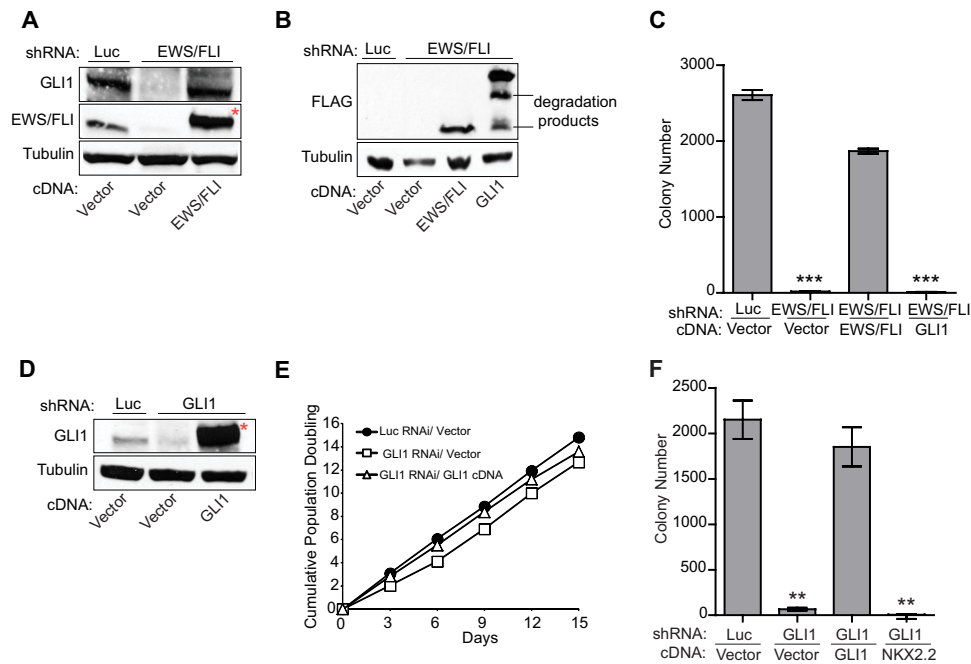 A
shRNA: Luc EWS/FLI
GLI1
EWS/FLI *
Tubulin
cDNA: Vector Vector EWS/FLI
B
shRNA: Luc EWS/FLI
FLAG
degradation
products
Tubulin
cDNA: Vector Vector EWS/FLI GLI1
C
Colony Number
3000
2000
1000
0
*** ***
shRNA: Luc EWS/FLI EWS/FLI EWS/FLI
cDNA: Vector Vector EWS/FLI GLI1
D
shRNA: Luc GLI1
GLI1 *
Tubulin
cDNA: Vector Vector GLI1
E
Cumulative Population Doubling
16
14
12
10
8
6
4
2
0
Luc RNAi/ Vector
GLI1 RNAi/ Vector
GLI1 RNAi/ GLI1 cDNA
0 3 6 9 12 15
Days
F
Colony Number
2500
2000
1500
1000
500
0
** **
shRNA: Luc GLI1 GLI1 GLI1
cDNA: Vector Vector GLI1 NKX2.2